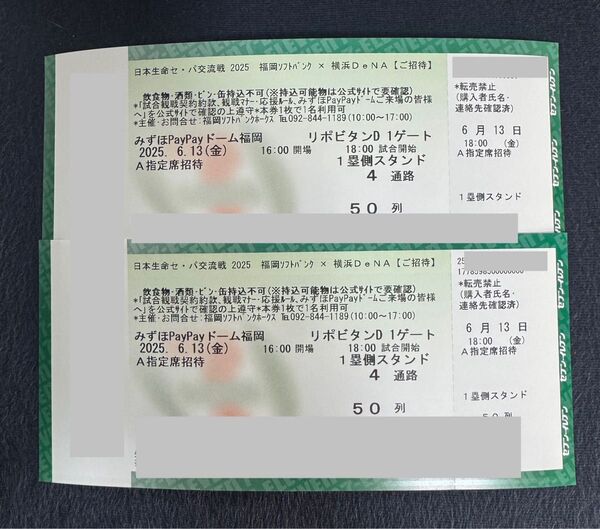 日本生命セ・パ交流戦 2025 福岡ソフトバンク × 横浜DeNA【ご招待】
飲食物・酒類・ビン・缶持込不可(※持込可能物は公式サイトで要確認)
*「試合観戦契約約款、観戦マナー・応援ルール、みずほPayPayドームご来場の皆様
へ」を公式サイトで確認の上遵守*本券1枚で1名利用可
*主催・お問合せ:福岡ソフトバンクホークス ℡092-844-1189(10:00~17:00)
みずほPayPayドーム福岡 リポビタンD 1ゲート
2025. 6.13(金) 16:00 開場 18:00 試合開始
A指定席招待 1塁側スタンド
4 通路
50 列
*転売禁止
(購入者氏名・
連絡先確認済)
6月13日
18:00 (金)
A指定席招待
1塁側スタンド
セブン-イレブン
日本生命セ・パ交流戦 2025 福岡ソフトバンク × 横浜DeNA【ご招待】
飲食物・酒類・ビン・缶持込不可(※持込可能物は公式サイトで要確認)
*「試合観戦契約約款、観戦マナー・応援ルール、みずほPayPayドームご来場の皆様
へ」を公式サイトで確認の上遵守*本券1枚で1名利用可
*主催・お問合せ:福岡ソフトバンクホークス ℡092-844-1189(10:00~17:00)
みずほPayPayドーム福岡 リポビタンD 1ゲート
2025. 6.13(金) 16:00 開場 18:00 試合開始
A指定席招待 1塁側スタンド
4 通路
50 列
25
*転売禁止
(購入者氏名・
連絡先確認済)
6月13日
18:00 (金)
A指定席招待
1塁側スタンド
50 列
セブン-イレブン